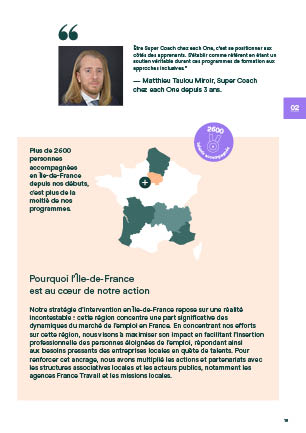 Être Super Coach chez each One, c'est se positionner aux
côtés des apprenants. S'établir comme référent en étant un
soutien véritable durant ces programmes de formation aux
approches inclusives."
— Matthieu Taulou Miroir, Super Coach
chez each One depuis 3 ans.
02
2600
talents accompagnés
Plus de 2 600
personnes
accompagnées
en Île-de-France
depuis nos débuts,
c'est plus de la
moitié de nos
programmes.
Pourquoi l'Île-de-France
est au cœur de notre action
Notre stratégie d'intervention en Île-de-France repose sur une réalité
incontestable : cette région concentre une part significative des
dynamiques du marché de l'emploi en France. En concentrant nos efforts
sur cette région, nous visons à maximiser son impact en facilitant l'insertion
professionnelle des personnes éloignées de l'emploi, répondant ainsi
aux besoins pressants des entreprises locales en quête de talents. Pour
renforcer cet ancrage, nous avons multiplié les actions et partenariats avec
les structures associatives locales et les acteurs publics, notamment les
agences France Travail et les missions locales.